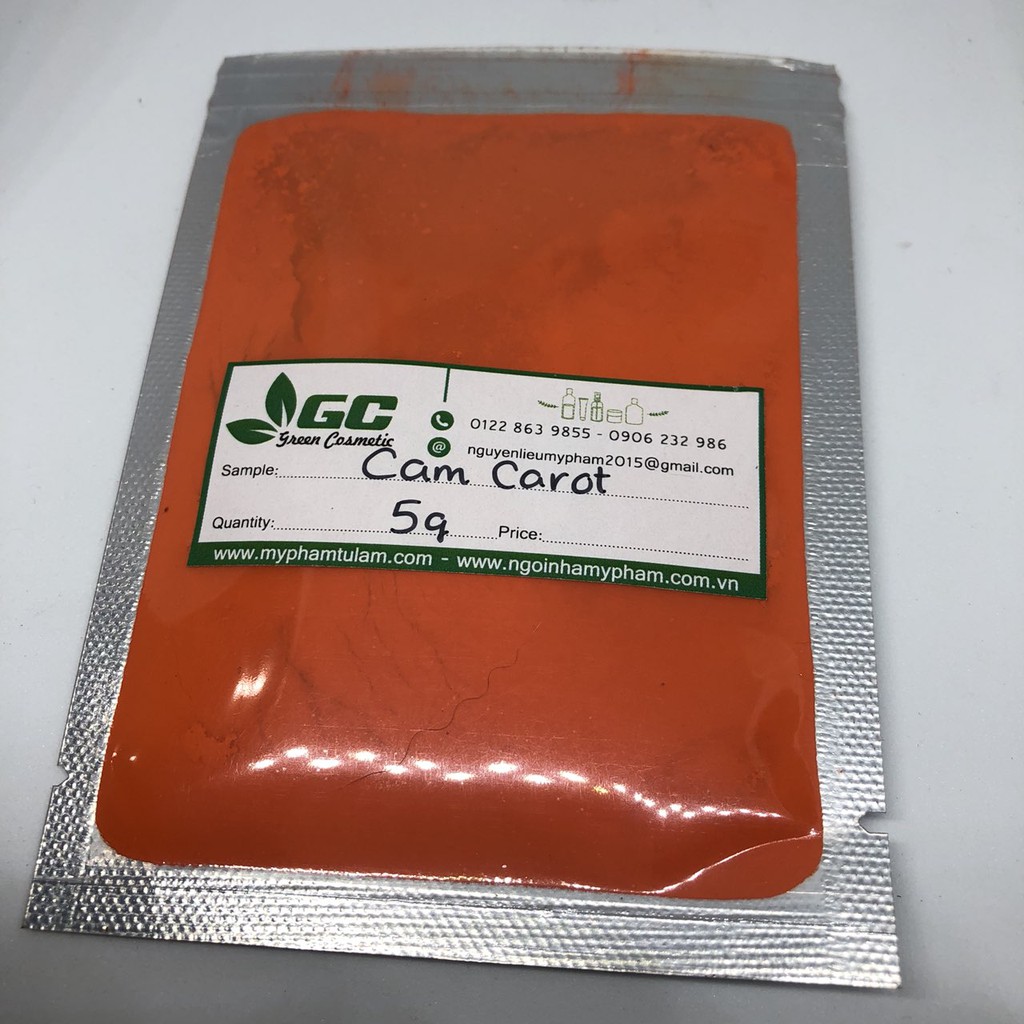 GC
Green Cosmetic
0122 863 9855 - 0906 232 986
@ nguyenlieumypham2015@gmail.com
Sample: Cam Carot
Quantity: 5g Price:
www.myphamtulam.com - www.ngoinhamypham.com.vn